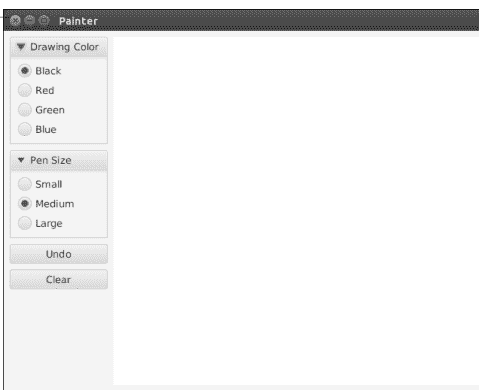 Painter
Drawing Color
Black
Red
Green
Blue
Pen Size
Small
Medium
Large
Undo
Clear